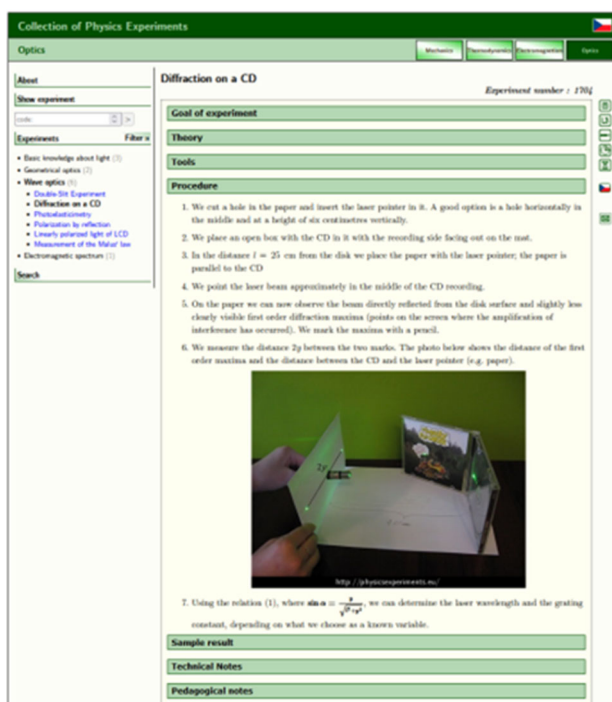 Collection of Physics Experiments
Optics
Mechanics Thermodynamics Electromagnetism Optics
About
Show experiment
code
Experiments Filter
Basic knowledge about light (3)
Geometrical optics (2)
Wave optics (6)
Double-Slit Experiment
Diffraction on a CD
Photoelasticimetry
Polarization by reflection
Linearly polarized light of LCD
Measurement of the Malus' law
Electromagnetic spectrum (1)
Search
Diffraction on a CD
Experiment number : 1704
Goal of experiment
Theory
Tools
Procedure
1. We cut a hole in the paper and insert the laser pointer in it. A good option is a hole horizontally in
the middle and at a height of six centimetres vertically.
2. We place an open box with the CD in it with the recording side facing out on the mat.
3. In the distance l = 25 cm from the disk we place the paper with the laser pointer; the paper is
parallel to the CD
4. We point the laser beam approximately in the middle of the CD recording.
5. On the paper we can now observe the beam directly reflected from the disk surface and slightly less
clearly visible first order diffraction maxima (points on the screen where the amplification of
interference has occurred). We mark the maxima with a pencil.
6. We measure the distance 2y between the two marks. The photo below shows the distance of the first
order maxima and the distance between the CD and the laser pointer (e.g. paper).
2y
http://physicsexperiments.eu/
7. Using the relation (1), where sin α = y/√(l²+y²), we can determine the laser wavelength and the grating
constant, depending on what we choose as a known variable.
Sample result
Technical Notes
Pedagogical notes